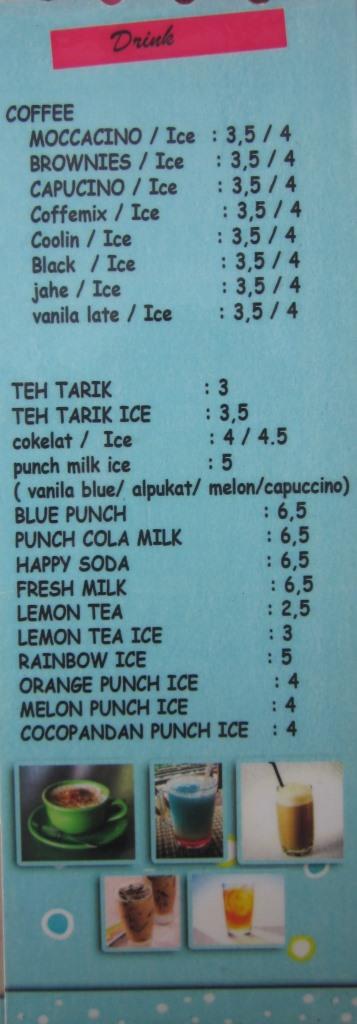 Drink
COFFEE
MOCCACINO / Ice : 3,5 / 4
BROWNIES / Ice : 3,5 / 4
CAPUCINO / Ice : 3,5 / 4
Coffemix / Ice : 3,5 / 4
Coolin / Ice : 3,5 / 4
Black / Ice : 3,5 / 4
jahe / Ice : 3,5 / 4
vanila late / Ice : 3,5 / 4
TEH TARIK : 3
TEH TARIK ICE : 3,5
cokelat / Ice : 4 / 4.5
punch milk ice : 5
( vanila blue/ alpukat/ melon/capuccino)
BLUE PUNCH : 6,5
PUNCH COLA MILK : 6,5
HAPPY SODA : 6,5
FRESH MILK : 6,5
LEMON TEA : 2,5
LEMON TEA ICE : 3
RAINBOW ICE : 5
ORANGE PUNCH ICE : 4
MELON PUNCH ICE : 4
COCOPANDAN PUNCH ICE : 4